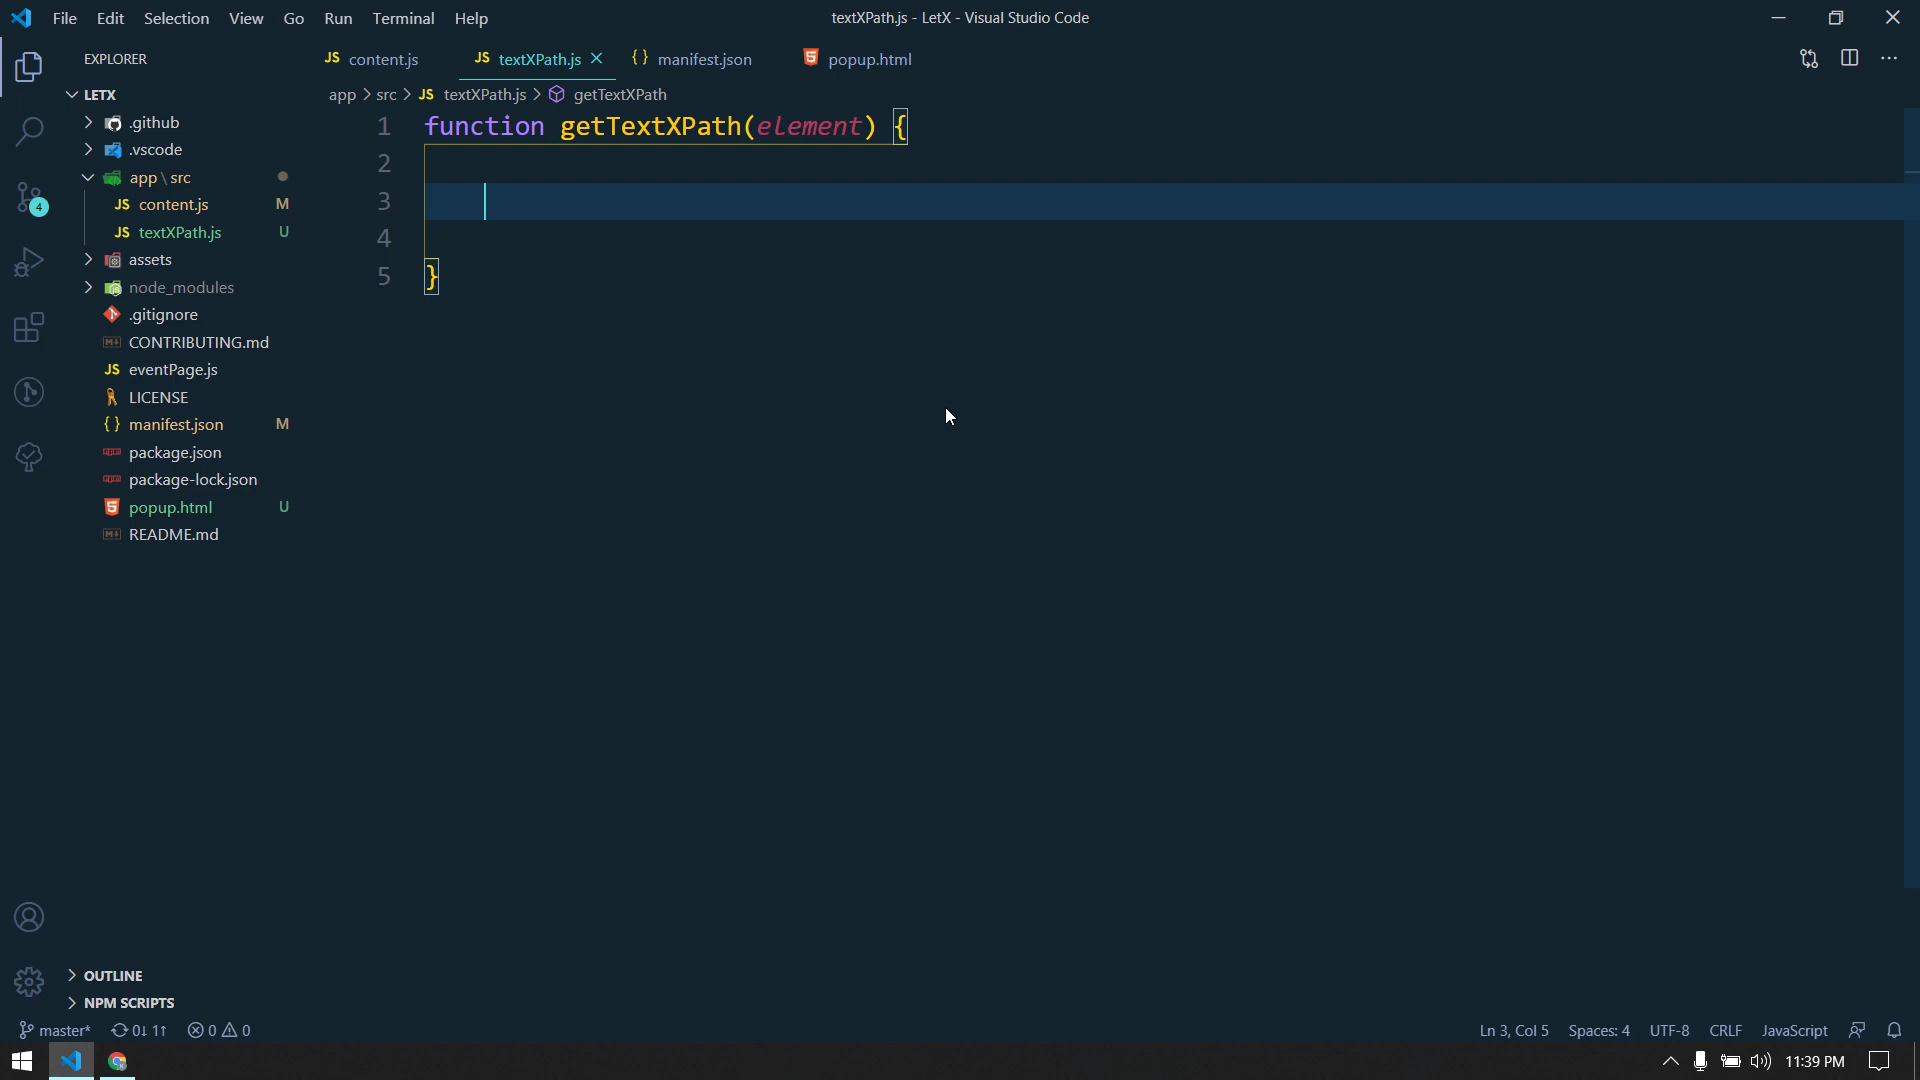 File Edit Selection View Go Run Terminal Help
textXPath.js - LetX - Visual Studio Code
EXPLORER
JS content.js
JS textXPath.js
{} manifest.json
popup.html
LETX
app > src > JS textXPath.js > getTextXPath
.github
.vscode
app \ src
JS content.js M
JS textXPath.js U
assets
node_modules
.gitignore
CONTRIBUTING.md
JS eventPage.js
LICENSE
{} manifest.json M
package.json
package-lock.json
popup.html U
README.md
1 function getTextXPath(element) {
2
3
4
5 }
4
OUTLINE
NPM SCRIPTS
master* 0↓ 1↑ 0 0
Ln 3, Col 5 Spaces: 4 UTF-8 CRLF JavaScript
11:39 PM